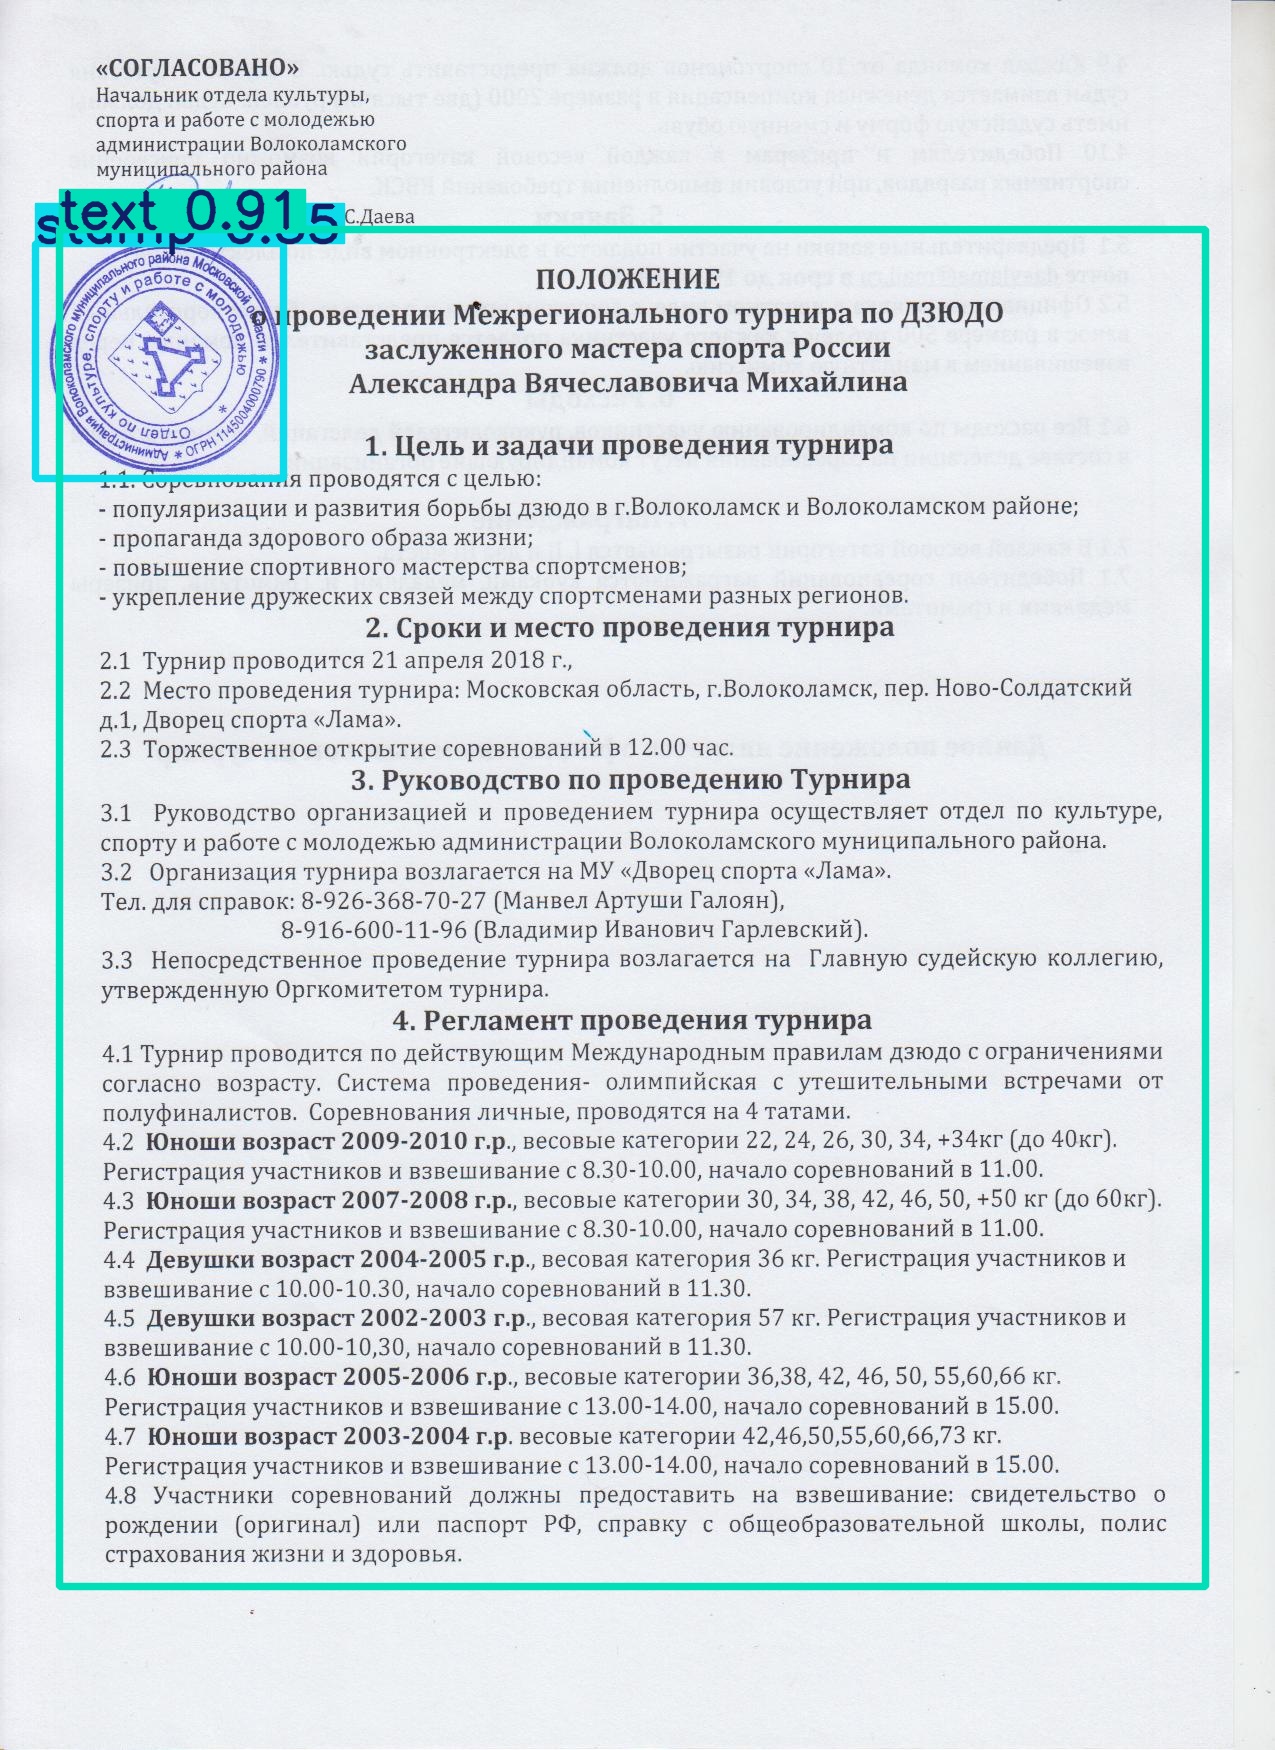 «СОГЛАСОВАНО»
Начальник отдела культуры,
спорта и работе с молодежью
администрации Волоколамского
муниципального района
С.Даева
text 0.91
stamp
ПОЛОЖЕНИЕ
о проведении Межрегионального турнира по ДЗЮДО
заслуженного мастера спорта России
Александра Вячеславовича Михайлина
Администрация Волоколамского муниципального района Московской области * ОГРН 1145004000790 *
Отдел по культуре, спорту и работе с молодежью *
1. Цель и задачи проведения турнира
1.1. Соревнования проводятся с целью:
- популяризации и развития борьбы дзюдо в г.Волоколамск и Волоколамском районе;
- пропаганда здорового образа жизни;
- повышение спортивного мастерства спортсменов;
- укрепление дружеских связей между спортсменами разных регионов.
2. Сроки и место проведения турнира
2.1 Турнир проводится 21 апреля 2018 г.,
2.2 Место проведения турнира: Московская область, г.Волоколамск, пер. Ново-Солдатский
д.1, Дворец спорта «Лама».
2.3 Торжественное открытие соревнований в 12.00 час.
3. Руководство по проведению Турнира
3.1 Руководство организацией и проведением турнира осуществляет отдел по культуре,
спорту и работе с молодежью администрации Волоколамского муниципального района.
3.2 Организация турнира возлагается на МУ «Дворец спорта «Лама».
Тел. для справок: 8-926-368-70-27 (Манвел Артуши Галоян),
8-916-600-11-96 (Владимир Иванович Гарлевский).
3.3 Непосредственное проведение турнира возлагается на Главную судейскую коллегию,
утвержденную Оргкомитетом турнира.
4. Регламент проведения турнира
4.1 Турнир проводится по действующим Международным правилам дзюдо с ограничениями
согласно возрасту. Система проведения- олимпийская с утешительными встречами от
полуфиналистов. Соревнования личные, проводятся на 4 татами.
4.2 Юноши возраст 2009-2010 г.р., весовые категории 22, 24, 26, 30, 34, +34кг (до 40кг).
Регистрация участников и взвешивание с 8.30-10.00, начало соревнований в 11.00.
4.3 Юноши возраст 2007-2008 г.р., весовые категории 30, 34, 38, 42, 46, 50, +50 кг (до 60кг).
Регистрация участников и взвешивание с 8.30-10.00, начало соревнований в 11.00.
4.4 Девушки возраст 2004-2005 г.р., весовая категория 36 кг. Регистрация участников и
взвешивание с 10.00-10.30, начало соревнований в 11.30.
4.5 Девушки возраст 2002-2003 г.р., весовая категория 57 кг. Регистрация участников и
взвешивание с 10.00-10,30, начало соревнований в 11.30.
4.6 Юноши возраст 2005-2006 г.р., весовые категории 36,38, 42, 46, 50, 55,60,66 кг.
Регистрация участников и взвешивание с 13.00-14.00, начало соревнований в 15.00.
4.7 Юноши возраст 2003-2004 г.р. весовые категории 42,46,50,55,60,66,73 кг.
Регистрация участников и взвешивание с 13.00-14.00, начало соревнований в 15.00.
4.8 Участники соревнований должны предоставить на взвешивание: свидетельство о
рождении (оригинал) или паспорт РФ, справку с общеобразовательной школы, полис
страхования жизни и здоровья.